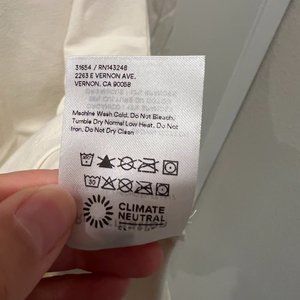 31654 / RN143248
2263 E VERNON AVE.
VERNON, CA 90058
Machine Wash Cold, Do Not Bleach,
Tumble Dry Normal Low Heat, Do Not
Iron, Do Not Dry Clean
30
CLIMATE
NEUTRAL